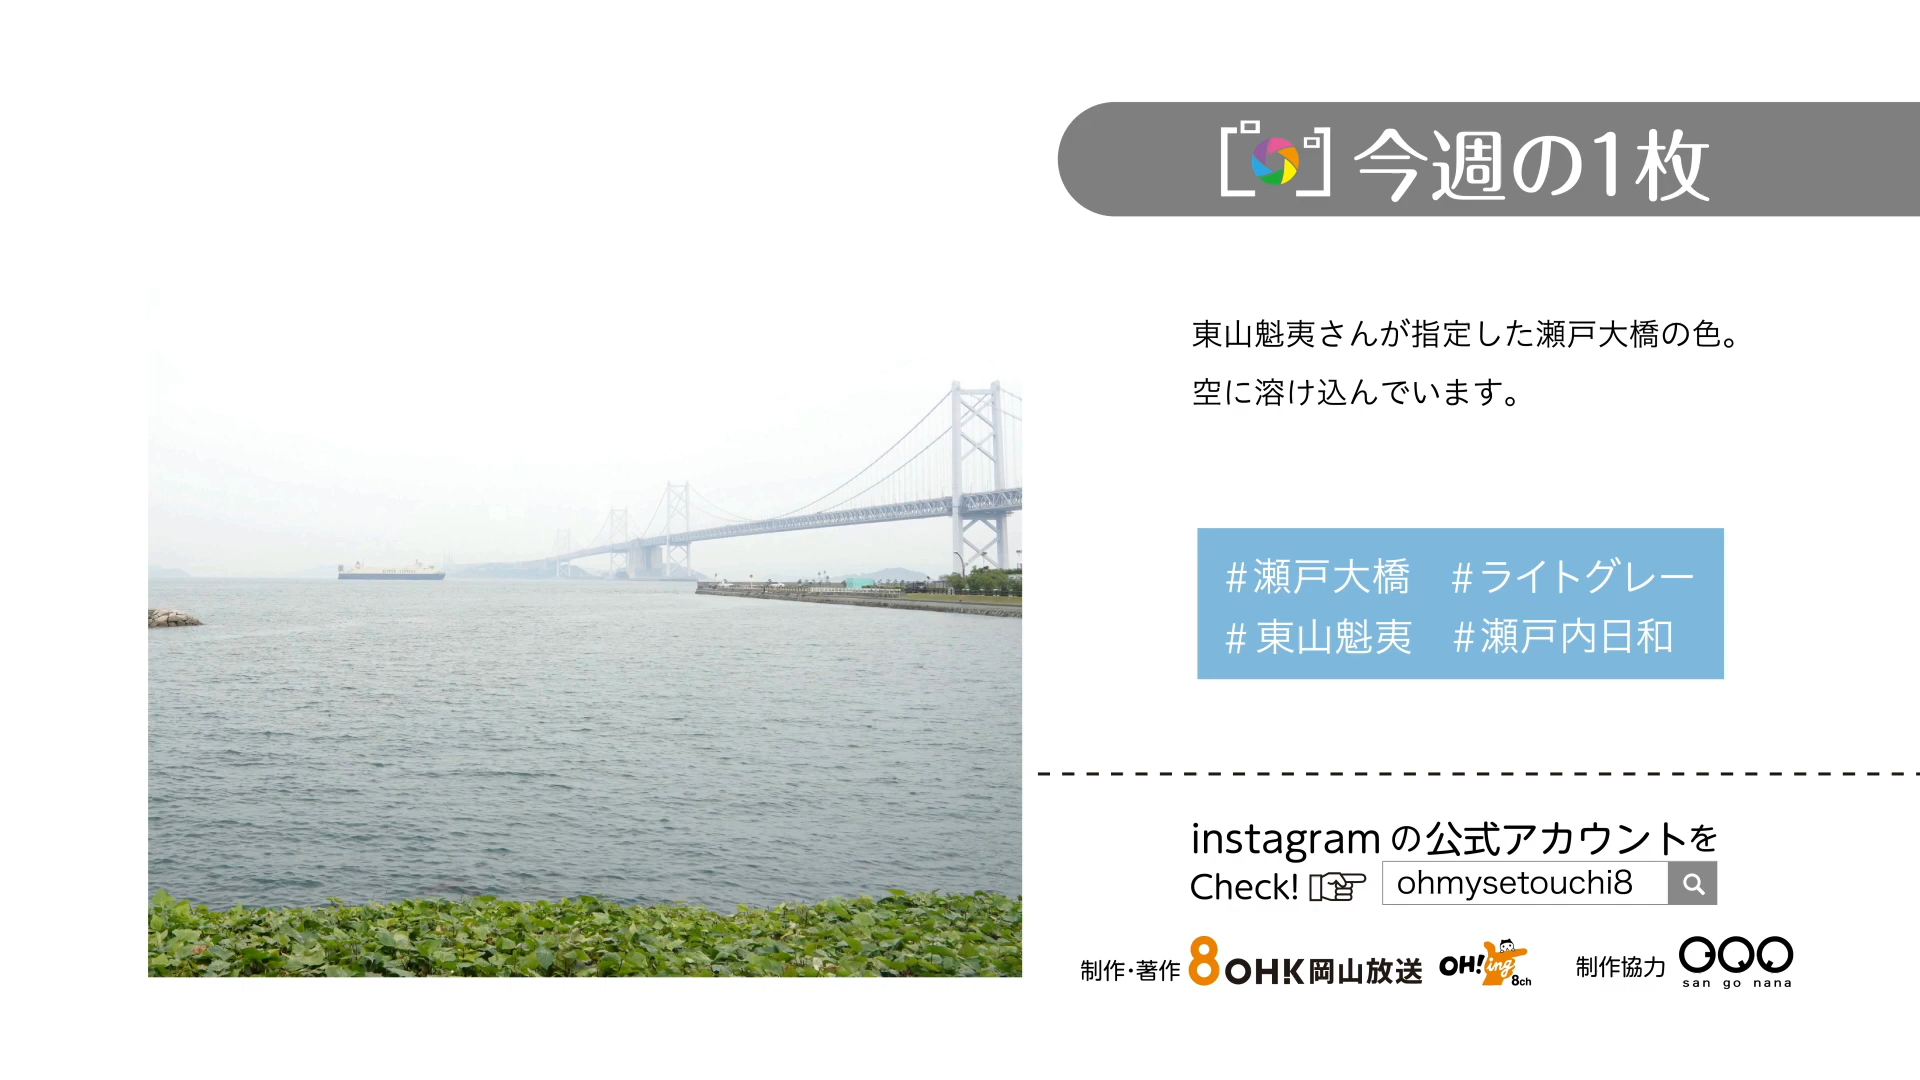 今週の1枚
東山魁夷さんが指定した瀬戸大橋の色。
空に溶け込んでいます。
#瀬戸大橋 #ライトグレー
#東山魁夷 #瀬戸内日和
instagramの公式アカウントを
Check! ohmysetouchi8
制作・著作 8 OHK岡山放送 OH!ing 8ch 制作協力 san go nana